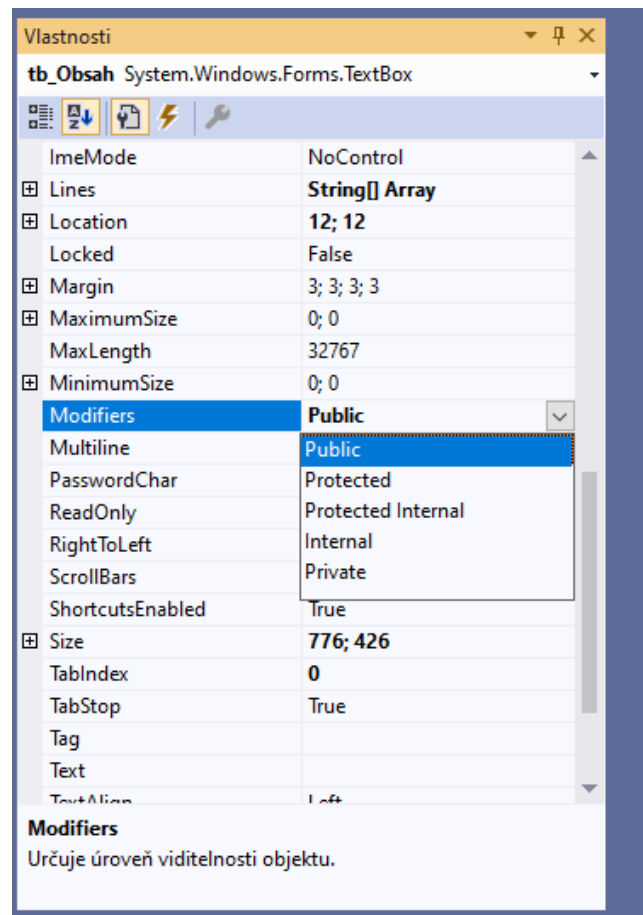 Vlastnosti
tb_Obsah System.Windows.Forms.TextBox
ImeMode NoControl
Lines String[] Array
Location 12; 12
Locked False
Margin 3; 3; 3; 3
MaximumSize 0; 0
MaxLength 32767
MinimumSize 0; 0
Modifiers Public
Multiline Public
PasswordChar Protected
ReadOnly Protected Internal
RightToLeft Internal
ScrollBars Private
ShortcutsEnabled True
Size 776; 426
TabIndex 0
TabStop True
Tag
Text
TextAlign Left
Modifiers
Určuje úroveň viditelnosti objektu.